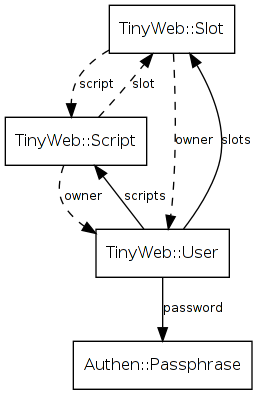 TinyWeb::Slot
script
slot
TinyWeb::Script
owner
slots
owner
scripts
TinyWeb::User
password
Authen::Passphrase